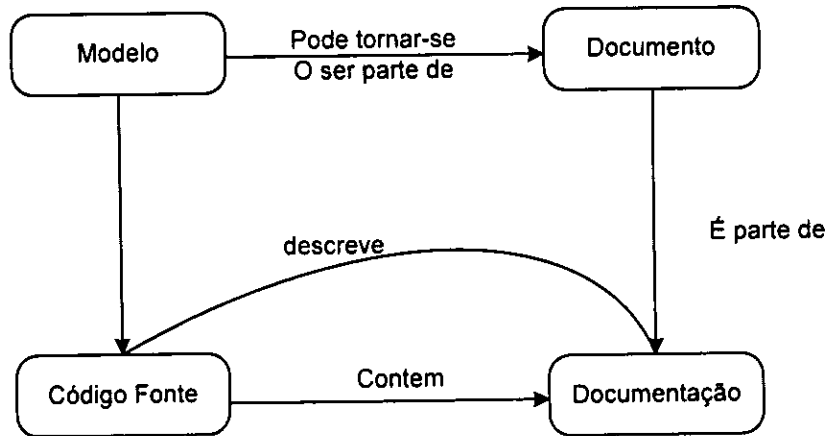 Modelo
Pode tornar-se
O ser parte de
Documento
É parte de
descreve
Código Fonte
Contem
Documentação